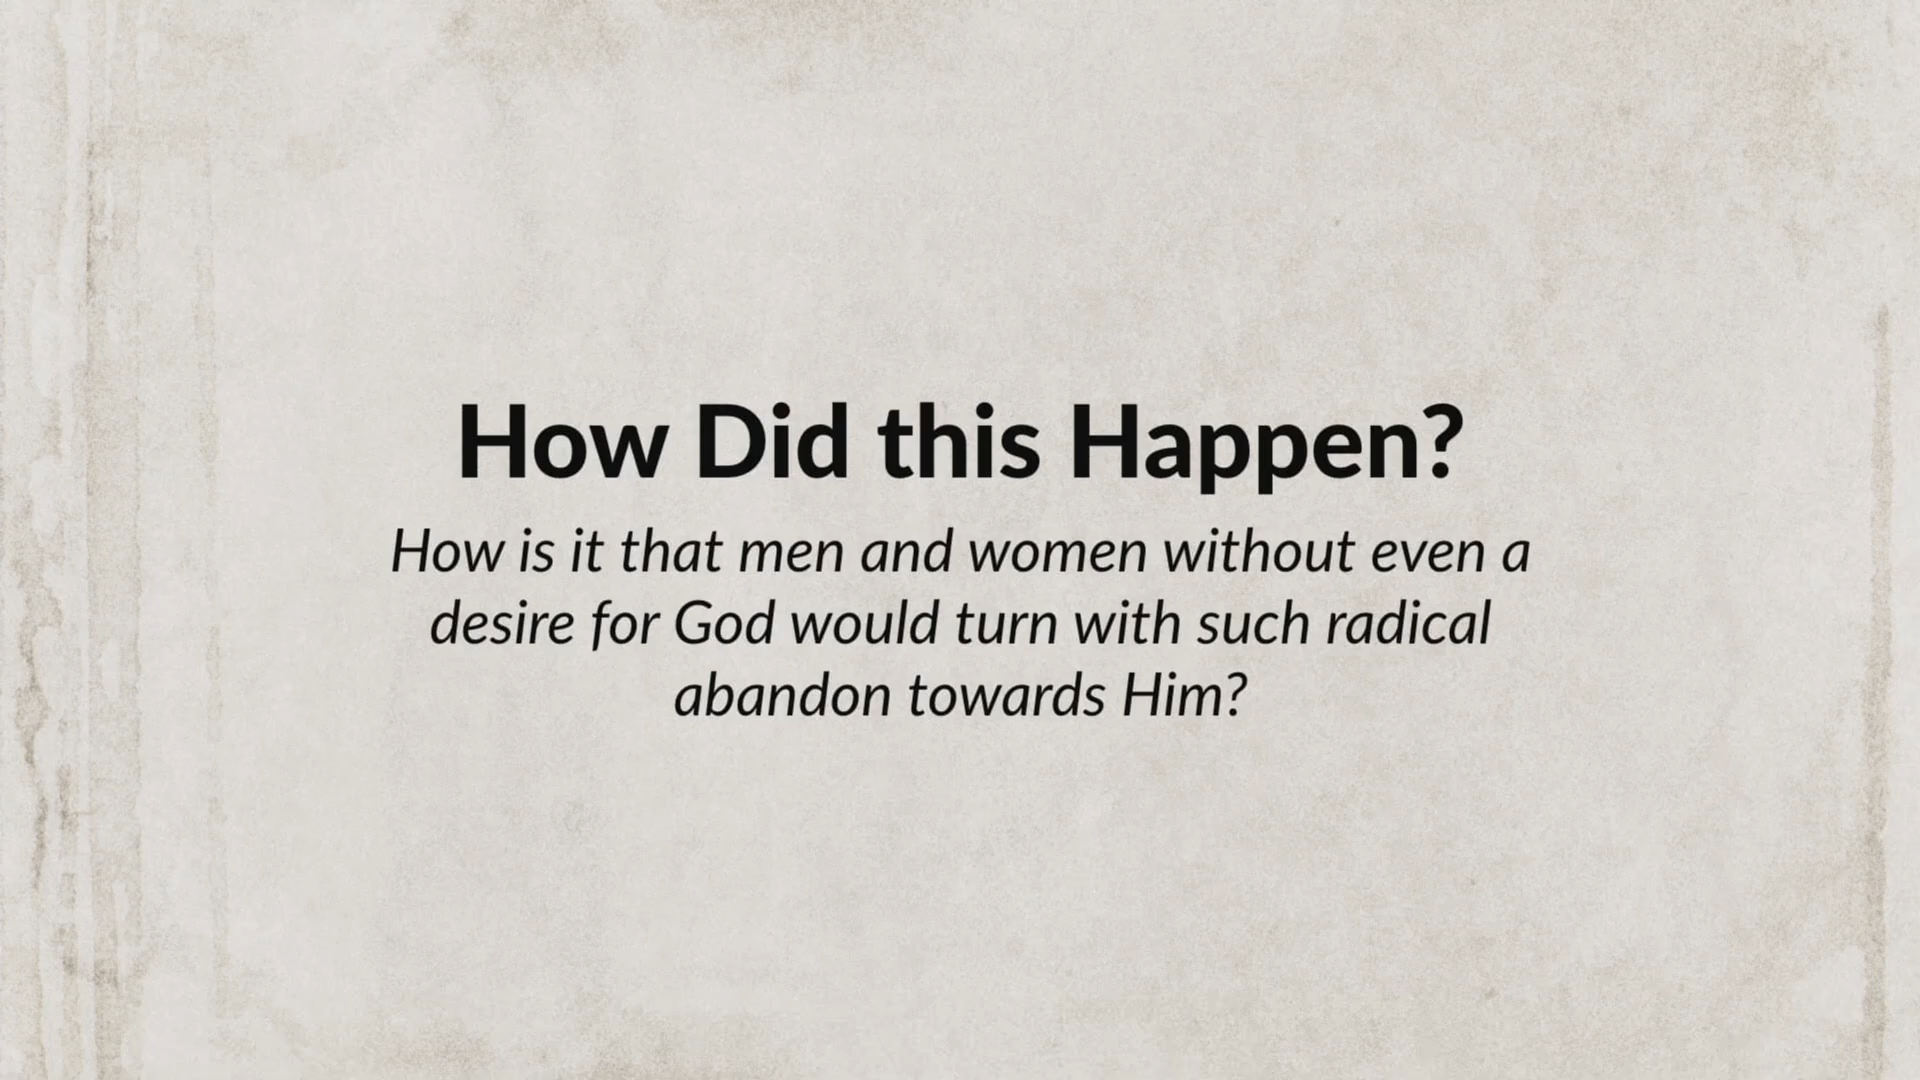 How Did this Happen?
How is it that men and women without even a
desire for God would turn with such radical
abandon towards Him?